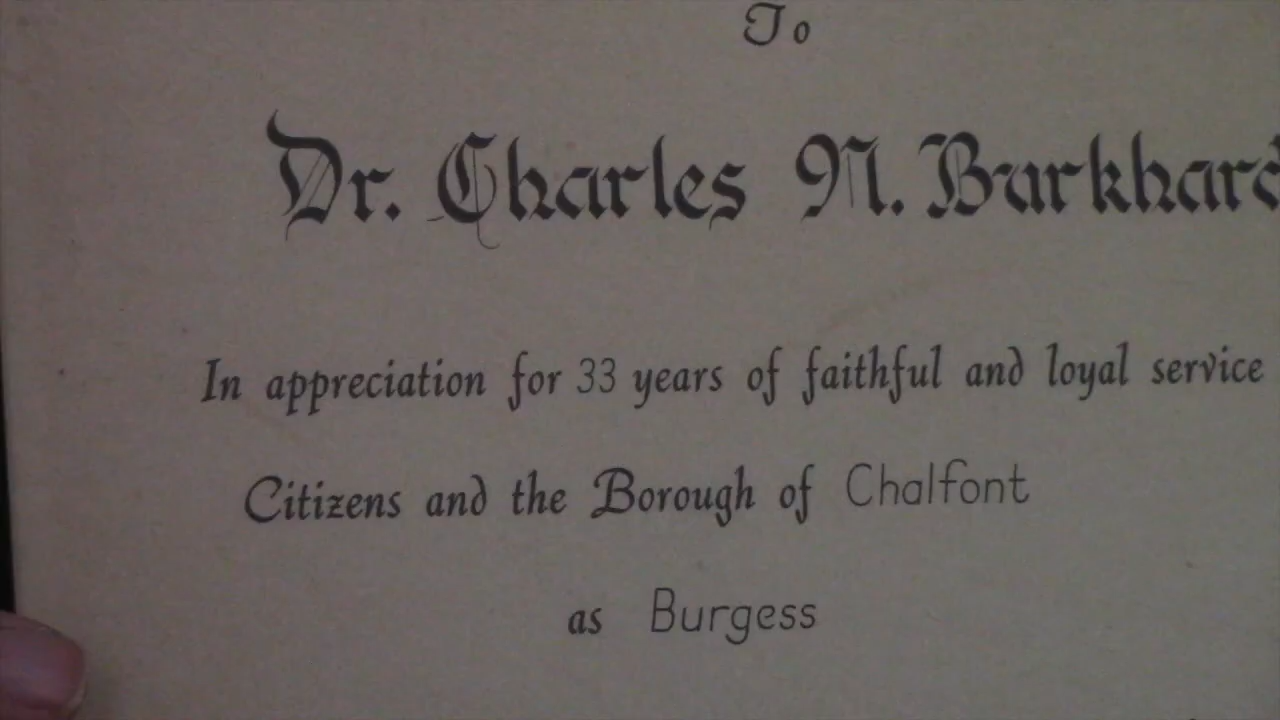 To
Dr. Charles N. Burkhard
In appreciation for 33 years of faithful and loyal service
Citizens and the Borough of Chalfont
as Burgess